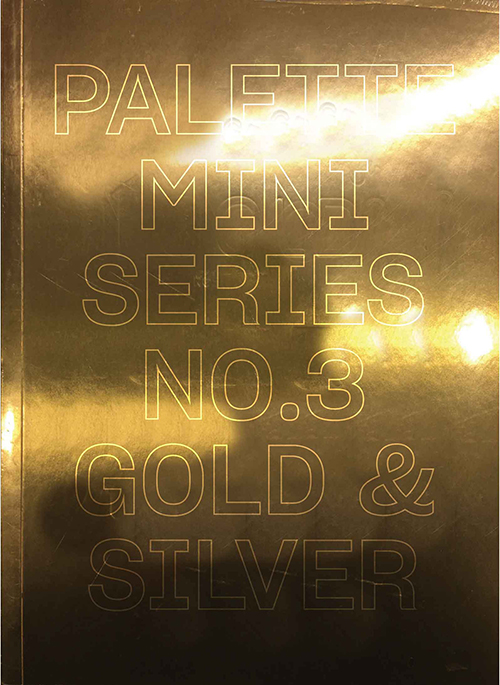 PALETTE
MINI
SERIES
NO.3
GOLD &
SILVER